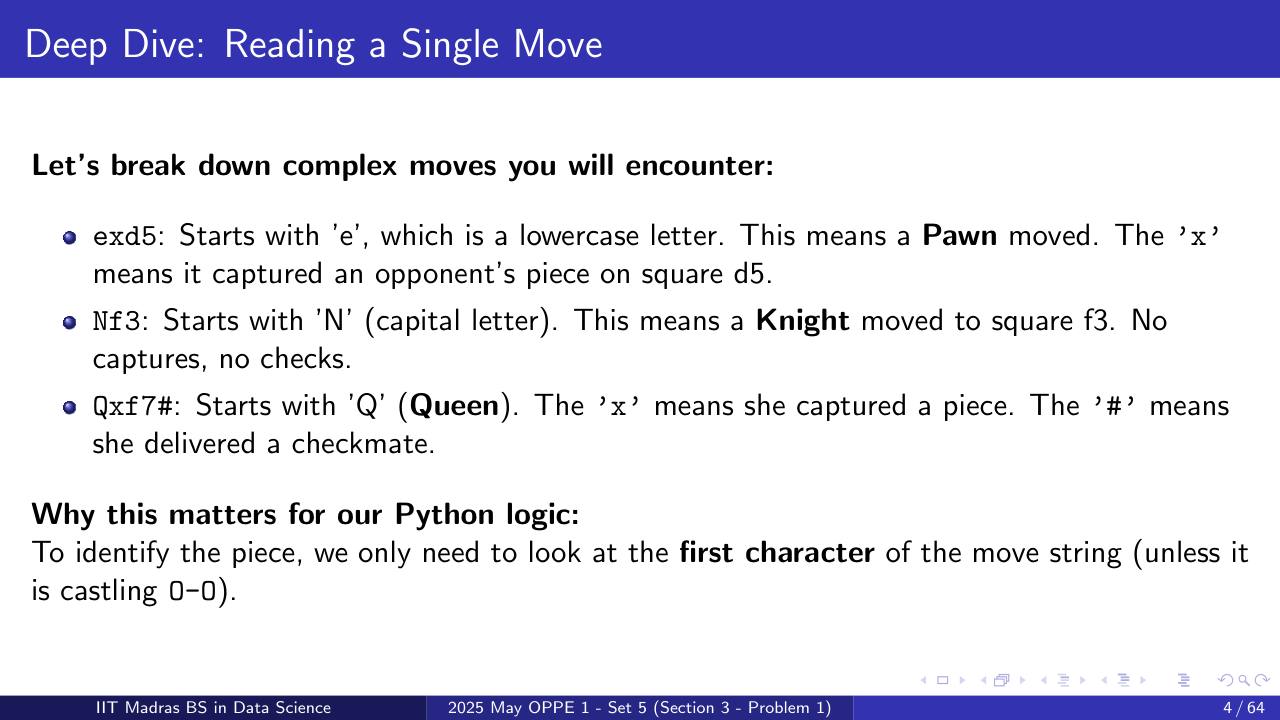 Deep Dive: Reading a Single Move
Let's break down complex moves you will encounter:
exd5: Starts with 'e', which is a lowercase letter. This means a Pawn moved. The 'x'
means it captured an opponent's piece on square d5.
Nf3: Starts with 'N' (capital letter). This means a Knight moved to square f3. No
captures, no checks.
Qxf7#: Starts with 'Q' (Queen). The 'x' means she captured a piece. The '#' means
she delivered a checkmate.
Why this matters for our Python logic:
To identify the piece, we only need to look at the first character of the move string (unless it
is castling O-O).
IIT Madras BS in Data Science
2025 May OPPE 1 - Set 5 (Section 3 - Problem 1)
4 / 64